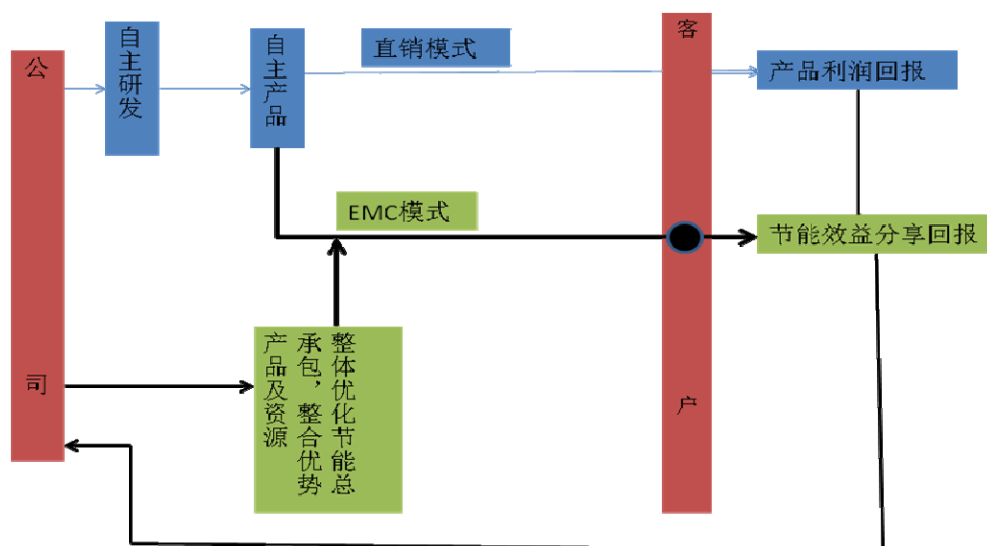 公司
自主研发
自主产品
直销模式
客户
产品利润回报
EMC模式
节能效益分享回报
整体优化节能总
承包，整合优势
产品及资源